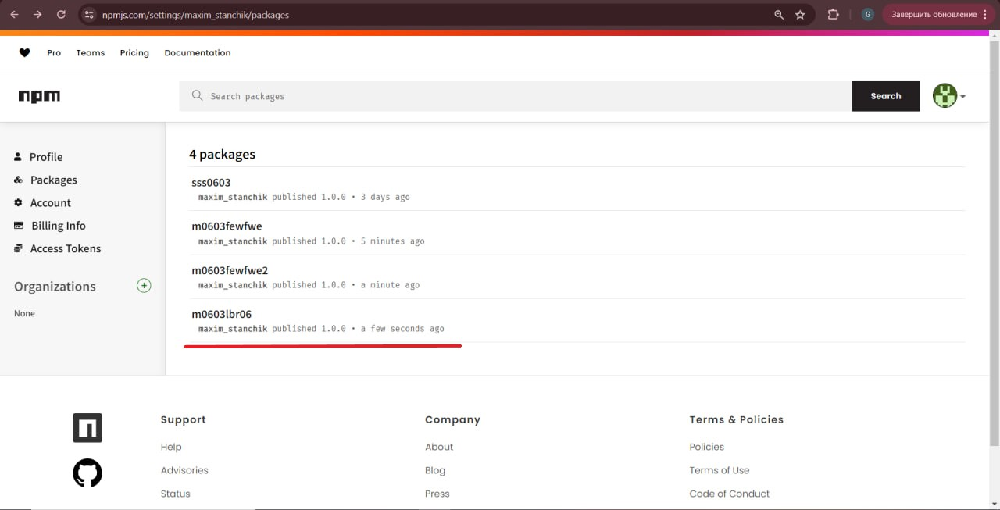 npmjs.com/settings/maxim_stanchik/packages
G
Завершить обновление
Pro Teams Pricing Documentation
npm
Search packages
Search
Profile
Packages
Account
Billing Info
Access Tokens
Organizations
None
4 packages
sss0603
maxim_stanchik published 1.0.0 • 3 days ago
m0603fewfwe
maxim_stanchik published 1.0.0 • 5 minutes ago
m0603fewfwe2
maxim_stanchik published 1.0.0 • a minute ago
m0603lbr06
maxim_stanchik published 1.0.0 • a few seconds ago
Support
Help
Advisories
Status
Company
About
Blog
Press
Terms & Policies
Policies
Terms of Use
Code of Conduct